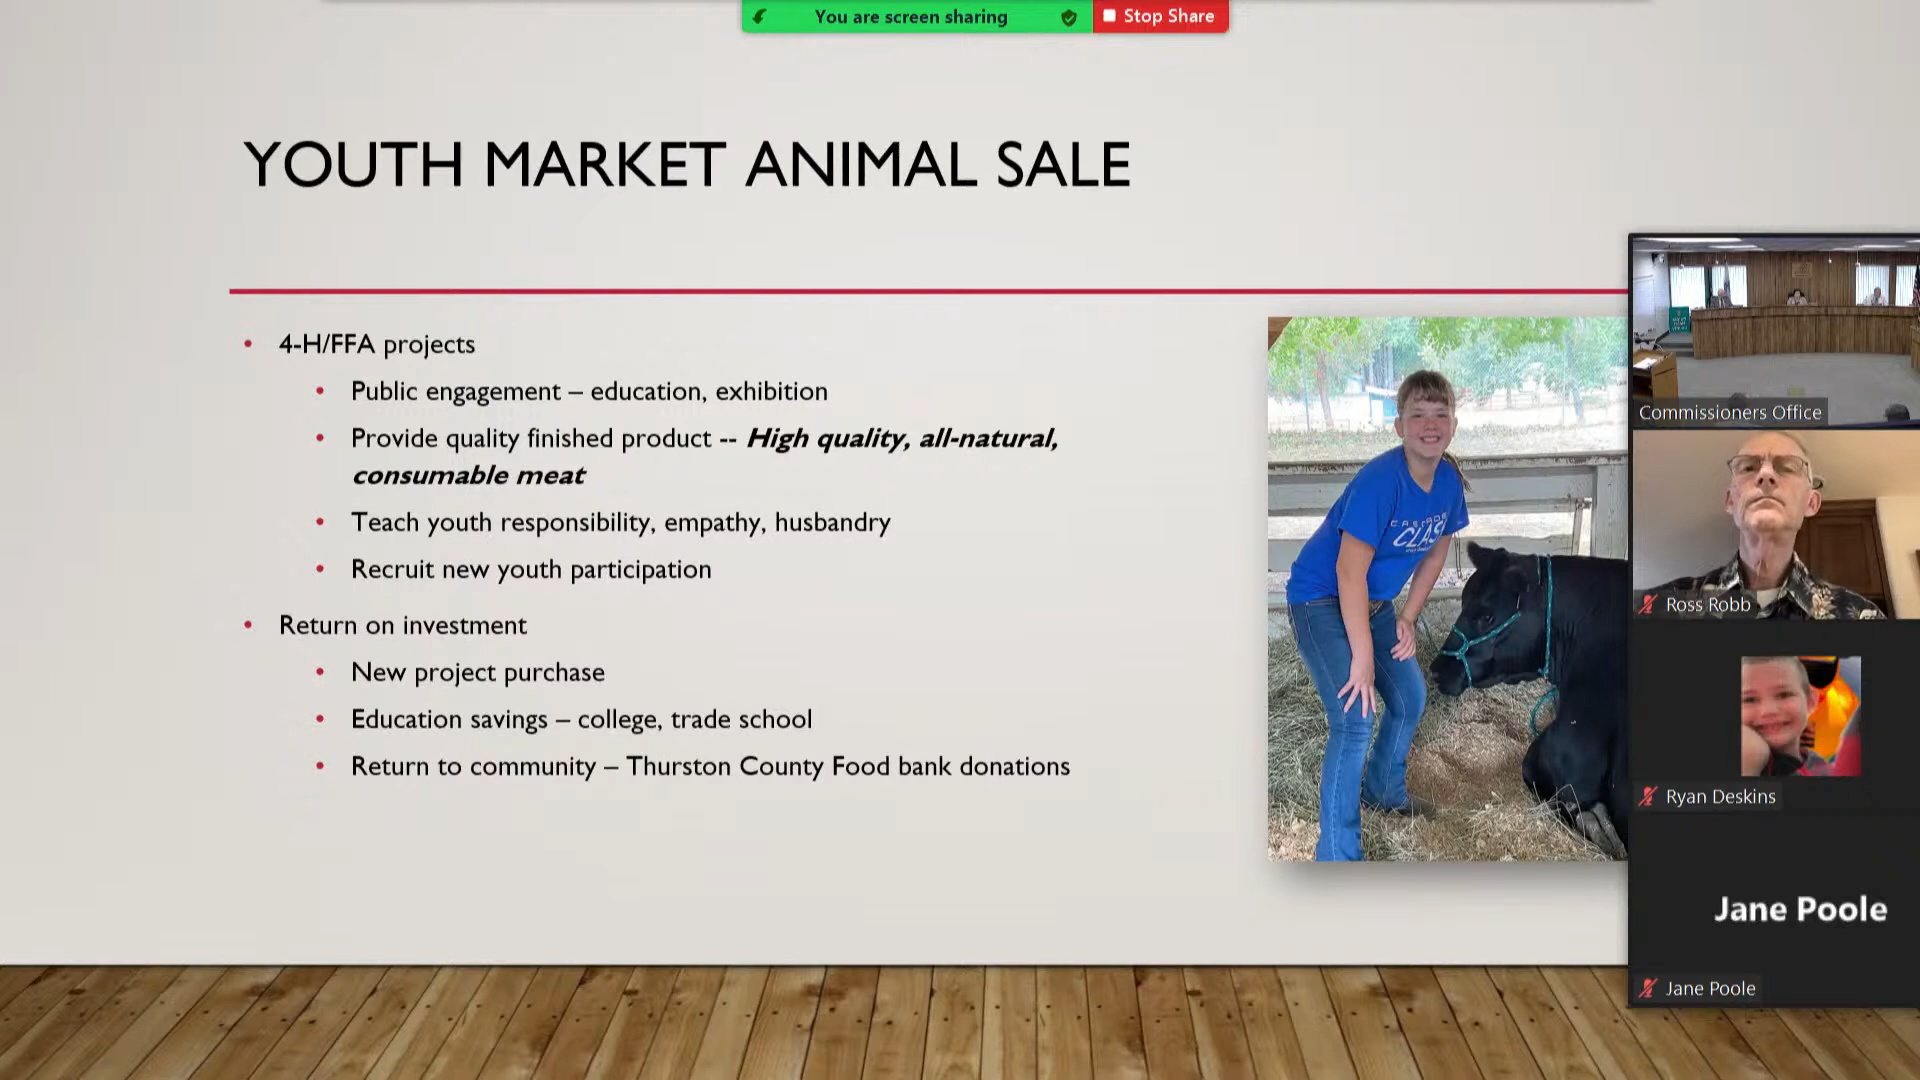 You are screen sharing
Stop Share
YOUTH MARKET ANIMAL SALE
• 4-H/FFA projects
• Public engagement – education, exhibition
• Provide quality finished product -- High quality, all-natural,
consumable meat
• Teach youth responsibility, empathy, husbandry
• Recruit new youth participation
• Return on investment
• New project purchase
• Education savings – college, trade school
• Return to community – Thurston County Food bank donations
CLAS
Commissioners Office
Ross Robb
Ryan Deskins
Jane Poole
Jane Poole